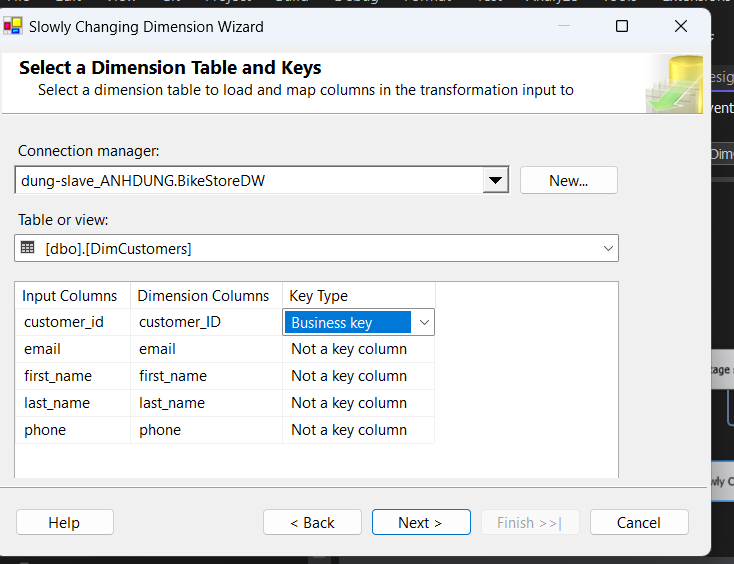 Slowly Changing Dimension Wizard
Select a Dimension Table and Keys
Select a dimension table to load and map columns in the transformation input to
Connection manager:
dung-slave_ANHDUNG.BikeStoreDW
New...
Table or view:
[dbo].[DimCustomers]
Input Columns Dimension Columns Key Type
customer_id customer_ID Business key
email email Not a key column
first_name first_name Not a key column
last_name last_name Not a key column
phone phone Not a key column
Help < Back Next > Finish >>| Cancel